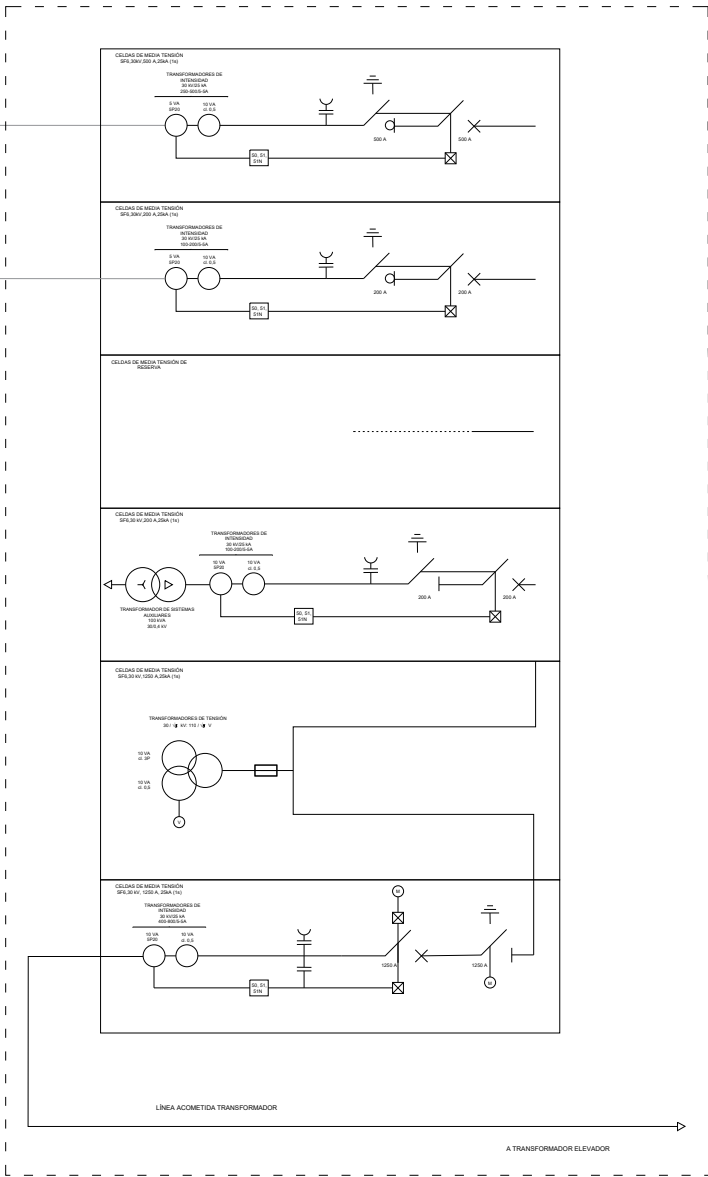 CELDAS DE MEDIA TENSIÓN
SF6,30kV,500 A,25kA (1s)
TRANSFORMADORES DE
INTENSIDAD
30 kV/25 kA
250-500/5-5A
5 VA
5P20
10 VA
cl. 0,5
500 A
500 A
50, 51,
51N
CELDAS DE MEDIA TENSIÓN
SF6,30kV,200 A,25kA (1s)
TRANSFORMADORES DE
INTENSIDAD
30 kV/25 kA
100-200/5-5A
5 VA
5P20
10 VA
cl. 0,5
200 A
200 A
50, 51,
51N
CELDAS DE MEDIA TENSIÓN DE
RESERVA
CELDAS DE MEDIA TENSIÓN
SF6,30 kV,200 A,25kA (1s)
TRANSFORMADORES DE
INTENSIDAD
30 kV/25 kA
100-200/5-5A
10 VA
5P20
10 VA
cl. 0,5
200 A
200 A
TRANSFORMADOR DE SISTEMAS
AUXILIARES
100 kVA
30/0,4 kV
50, 51,
51N
CELDAS DE MEDIA TENSIÓN
SF6,30 kV,1250 A,25kA (1s)
TRANSFORMADORES DE TENSIÓN
30 / kV: 110 / V
10 VA
cl. 3P
10 VA
cl. 0,5
V
CELDAS DE MEDIA TENSIÓN
SF6,30 kV, 1250 A, 25kA (1s)
TRANSFORMADORES DE
INTENSIDAD
30 kV/25 kA
400-800/5-5A
10 VA
5P20
10 VA
cl. 0,5
M
1250 A
1250 A
M
50, 51,
51N
LÍNEA ACOMETIDA TRANSFORMADOR
A TRANSFORMADOR ELEVADOR